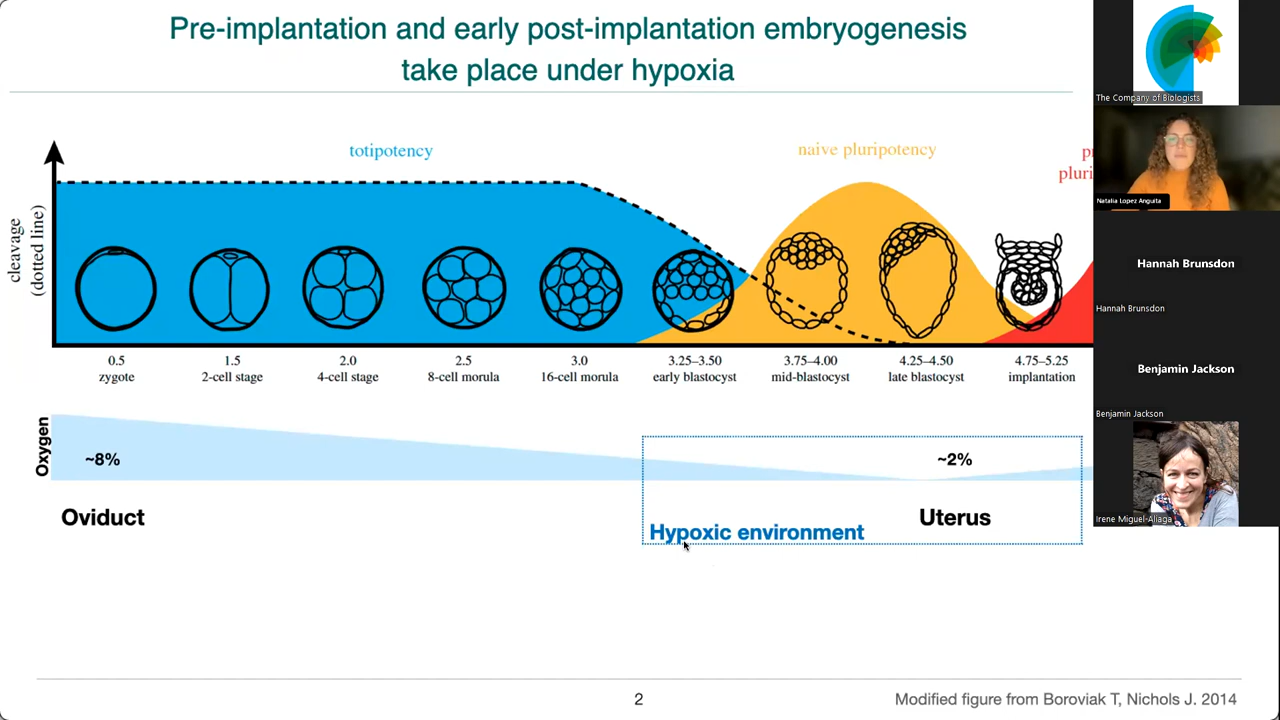 Pre-implantation and early post-implantation embryogenesis
take place under hypoxia
The Company of Biologists
Natalia Lopez Anguita
Hannah Brunsdon
Hannah Brunsdon
Benjamin Jackson
Benjamin Jackson
Irene Miguel-Aliaga
totipotency
naive pluripotency
cleavage
(dotted line)
0.5
zygote
1.5
2-cell stage
2.0
4-cell stage
2.5
8-cell morula
3.0
16-cell morula
3.25–3.50
early blastocyst
3.75–4.00
mid-blastocyst
4.25–4.50
late blastocyst
4.75–5.25
implantation
Oxygen
~8%
~2%
Oviduct
Uterus
Hypoxic environment
2
Modified figure from Boroviak T, Nichols J. 2014